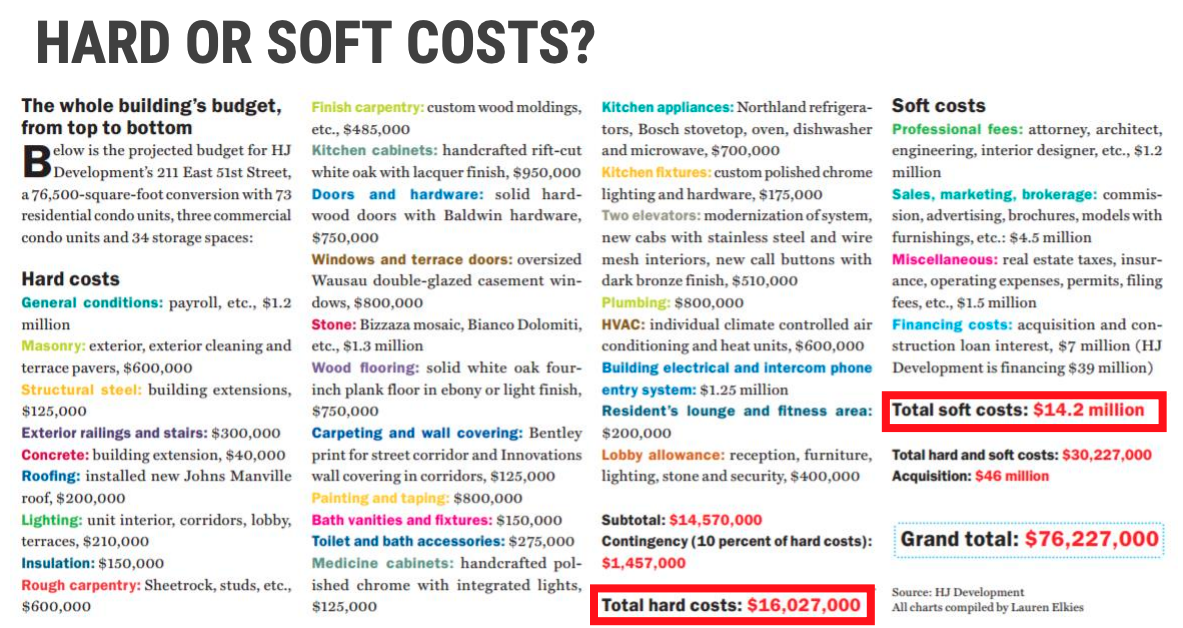 HARD OR SOFT COSTS?
The whole building's budget,
from top to bottom
Below is the projected budget for HJ
Development's 211 East 51st Street,
a 76,500-square-foot conversion with 73
residential condo units, three commercial
condo units and 34 storage spaces:
Hard costs
General conditions: payroll, etc., $1.2
million
Masonry: exterior, exterior cleaning and
terrace pavers, $600,000
Structural steel: building extensions,
$125,000
Exterior railings and stairs: $300,000
Concrete: building extension, $40,000
Roofing: installed new Johns Manville
roof, $200,000
Lighting: unit interior, corridors, lobby,
terraces, $210,000
Insulation: $150,000
Rough carpentry: Sheetrock, studs, etc.,
$600,000
Finish carpentry: custom wood moldings,
etc., $485,000
Kitchen cabinets: handcrafted rift-cut
white oak with lacquer finish, $950,000
Doors and hardware: solid hard-
wood doors with Baldwin hardware,
$750,000
Windows and terrace doors: oversized
Wausau double-glazed casement win-
dows, $800,000
Stone: Bizzaza mosaic, Bianco Dolomiti,
etc., $1.3 million
Wood flooring: solid white oak four-
inch plank floor in ebony or light finish,
$750,000
Carpeting and wall covering: Bentley
print for street corridor and Innovations
wall covering in corridors, $125,000
Painting and taping: $800,000
Bath vanities and fixtures: $150,000
Toilet and bath accessories: $275,000
Medicine cabinets: handcrafted pol-
ished chrome with integrated lights,
$125,000
Kitchen appliances: Northland refrigera-
tors, Bosch stovetop, oven, dishwasher
and microwave, $700,000
Kitchen fixtures: custom polished chrome
lighting and hardware, $175,000
Two elevators: modernization of system,
new cabs with stainless steel and wire
mesh interiors, new call buttons with
dark bronze finish, $510,000
Plumbing: $800,000
HVAC: individual climate controlled air
conditioning and heat units, $600,000
Building electrical and intercom phone
entry system: $1.25 million
Resident's lounge and fitness area:
$200,000
Lobby allowance: reception, furniture,
lighting, stone and security, $400,000
Subtotal: $14,570,000
Contingency (10 percent of hard costs):
$1,457,000
Total hard costs: $16,027,000
Soft costs
Professional fees: attorney, architect,
engineering, interior designer, etc., $1.2
million
Sales, marketing, brokerage: commis-
sion, advertising, brochures, models with
furnishings, etc.: $4.5 million
Miscellaneous: real estate taxes, insur-
ance, operating expenses, permits, filing
fees, etc., $1.5 million
Financing costs: acquisition and con-
struction loan interest, $7 million (HJ
Development is financing $39 million)
Total soft costs: $14.2 million
Total hard and soft costs: $30,227,000
Acquisition: $46 million
Grand total: $76,227,000
Source: HJ Development
All charts compiled by Lauren Elkies